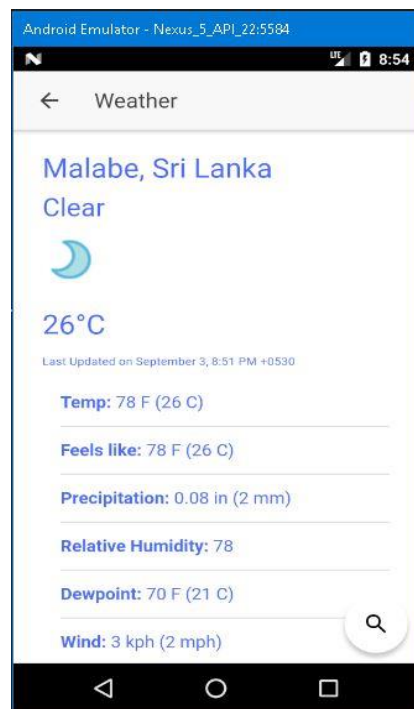 Android Emulator - Nexus_5_API_22:5584
LTE 8:54
Weather
Malabe, Sri Lanka
Clear
26°C
Last Updated on September 3, 8:51 PM +0530
Temp: 78 F (26 C)
Feels like: 78 F (26 C)
Precipitation: 0.08 in (2 mm)
Relative Humidity: 78
Dewpoint: 70 F (21 C)
Wind: 3 kph (2 mph)